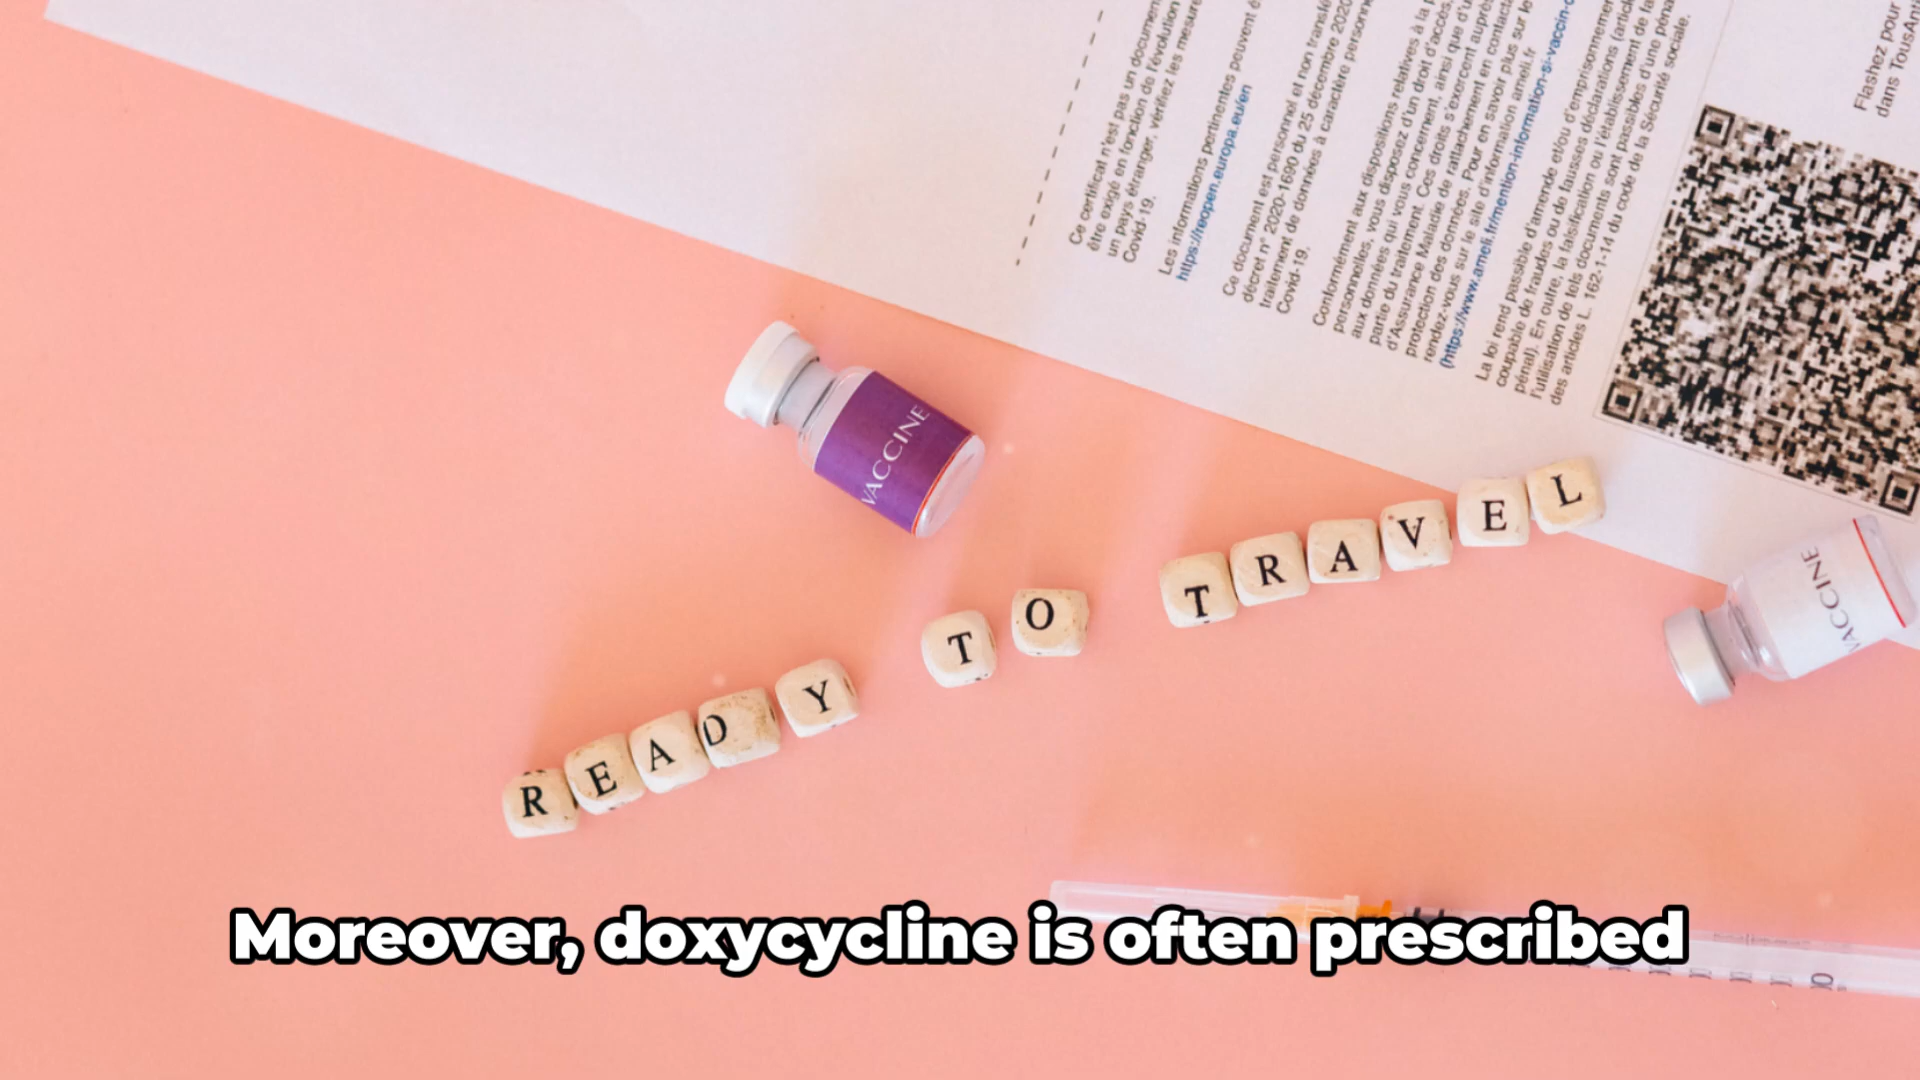 Ce certificat n'est pas un document
être exigé en fonction de l'évolution
un pays étranger, vérifiez les mesure
Covid-19.
Les informations pertinentes peuvent ê
https://reopen.europa.eu/en
Ce document est personnel et non transfé
décret n° 2020-1690 du 25 décembre 2020
traitement de données à caractère personne
Covid-19.
Conformément aux dispositions relatives à la p
personnelles, vous disposez d'un droit d'accès,
aux données qui vous concernent, ainsi que d'u
partie du traitement. Ces droits s'exercent auprès
d'Assurance Maladie de rattachement en contacta
protection des données. Pour en savoir plus sur le
rendez-vous sur le site d'information ameli.fr
(https://www.ameli.fr/mention-information-si-vaccin-c
La loi rend passible d'amende et/ou d'emprisonnement
coupable de fraudes ou de fausses déclarations (article
pénal). En outre, la falsification ou l'établissement de fa
l'utilisation de tels documents sont passibles d'une péna
des articles L. 162-1-14 du code de la Sécurité sociale.
Flashez pour
dans TousAnti
VACCINE
VACCINE
READY TO TRAVEL
Moreover, doxycycline is often prescribed